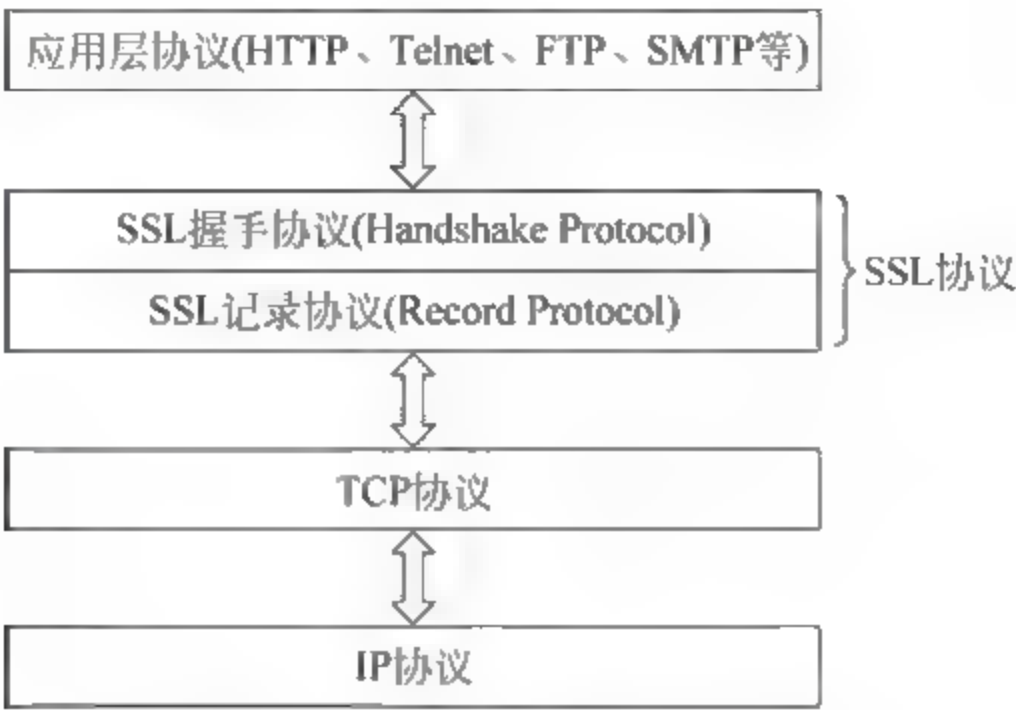 应用层协议(HTTP、Telnet、FTP、SMTP等)
SSL握手协议(Handshake Protocol)
SSL记录协议(Record Protocol)
SSL协议
TCP协议
IP协议